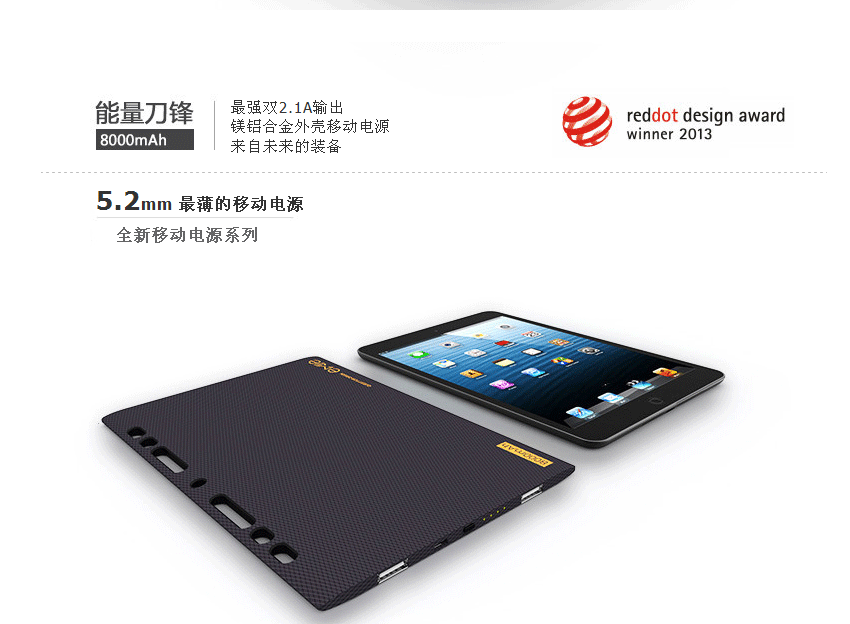 能量刀锋
8000mAh
最强双2.1A输出
镁铝合金外壳移动电源
来自未来的装备
reddot design award
winner 2013
5.2mm 最薄的移动电源
全新移动电源系列
8000mAh